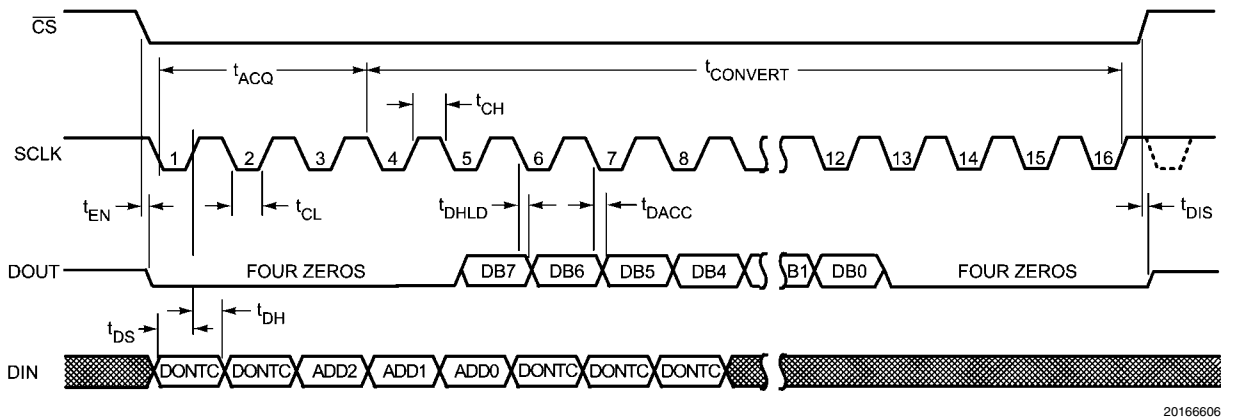 CS
tACQ
tCONVERT
tCH
SCLK
1 2 3 4 5 6 7 8 12 13 14 15 16
tEN
tCL
tDHLD
tDACC
tDIS
DOUT
FOUR ZEROS
DB7 DB6 DB5 DB4 B1 DB0
FOUR ZEROS
tDS
tDH
DIN
DONTC DONTC ADD2 ADD1 ADD0 DONTC DONTC DONTC
20166606